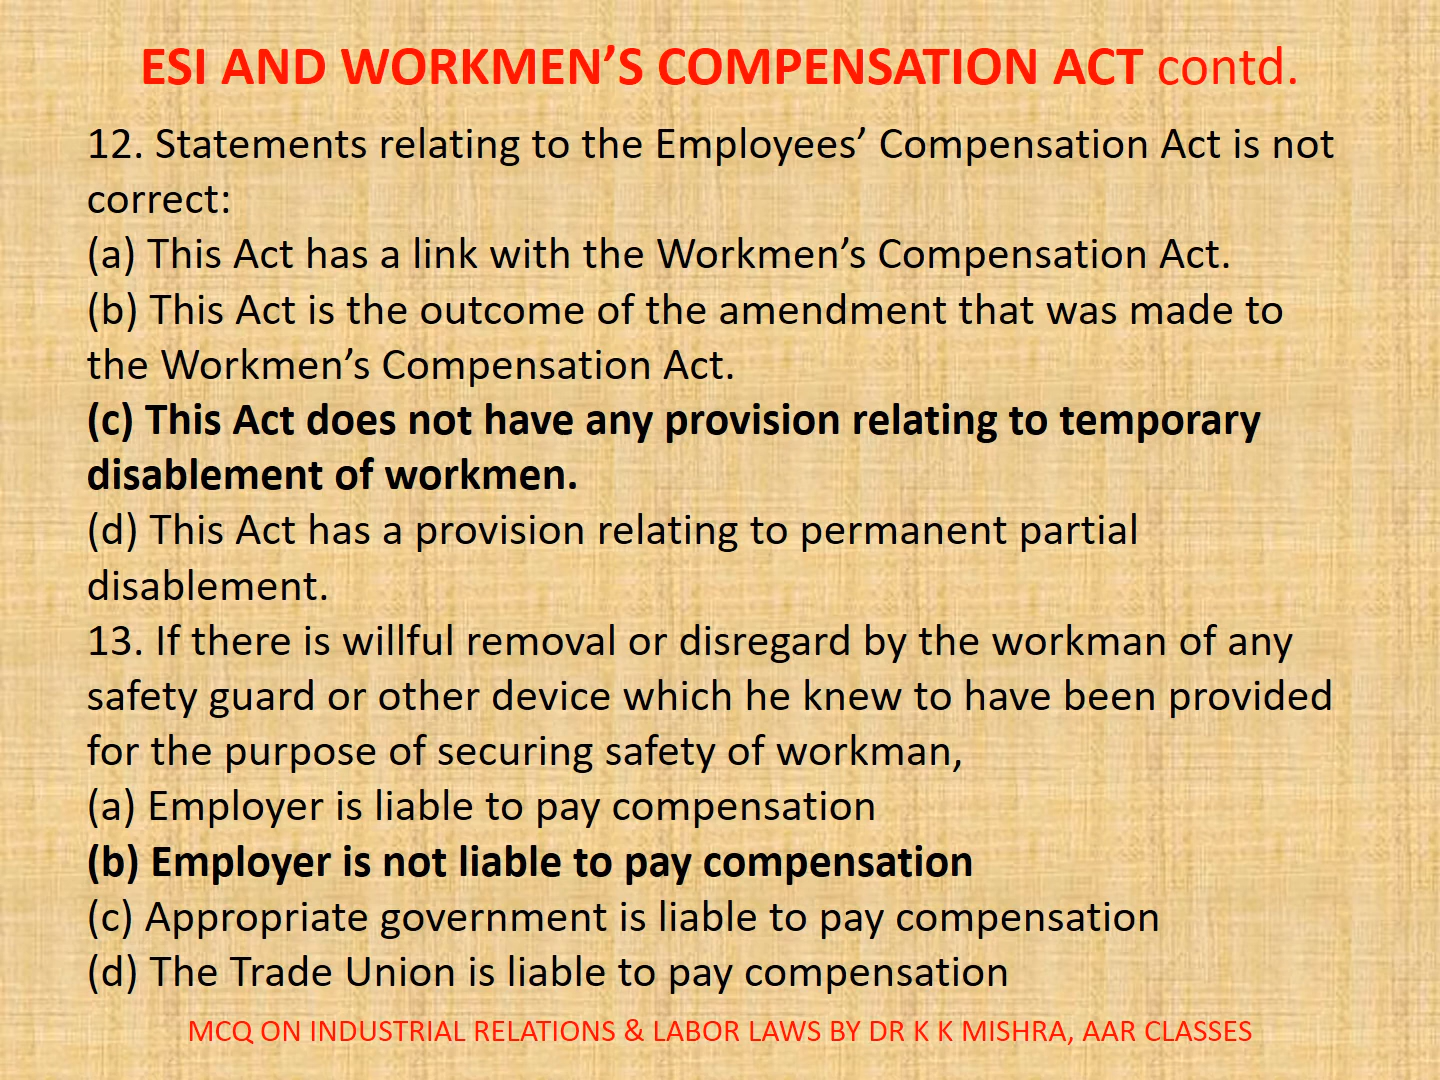 ESI AND WORKMEN’S COMPENSATION ACT contd.
12. Statements relating to the Employees’ Compensation Act is not
correct:
(a) This Act has a link with the Workmen’s Compensation Act.
(b) This Act is the outcome of the amendment that was made to
the Workmen’s Compensation Act.
(c) This Act does not have any provision relating to temporary
disablement of workmen.
(d) This Act has a provision relating to permanent partial
disablement.
13. If there is willful removal or disregard by the workman of any
safety guard or other device which he knew to have been provided
for the purpose of securing safety of workman,
(a) Employer is liable to pay compensation
(b) Employer is not liable to pay compensation
(c) Appropriate government is liable to pay compensation
(d) The Trade Union is liable to pay compensation
MCQ ON INDUSTRIAL RELATIONS & LABOR LAWS BY DR K K MISHRA, AAR CLASSES